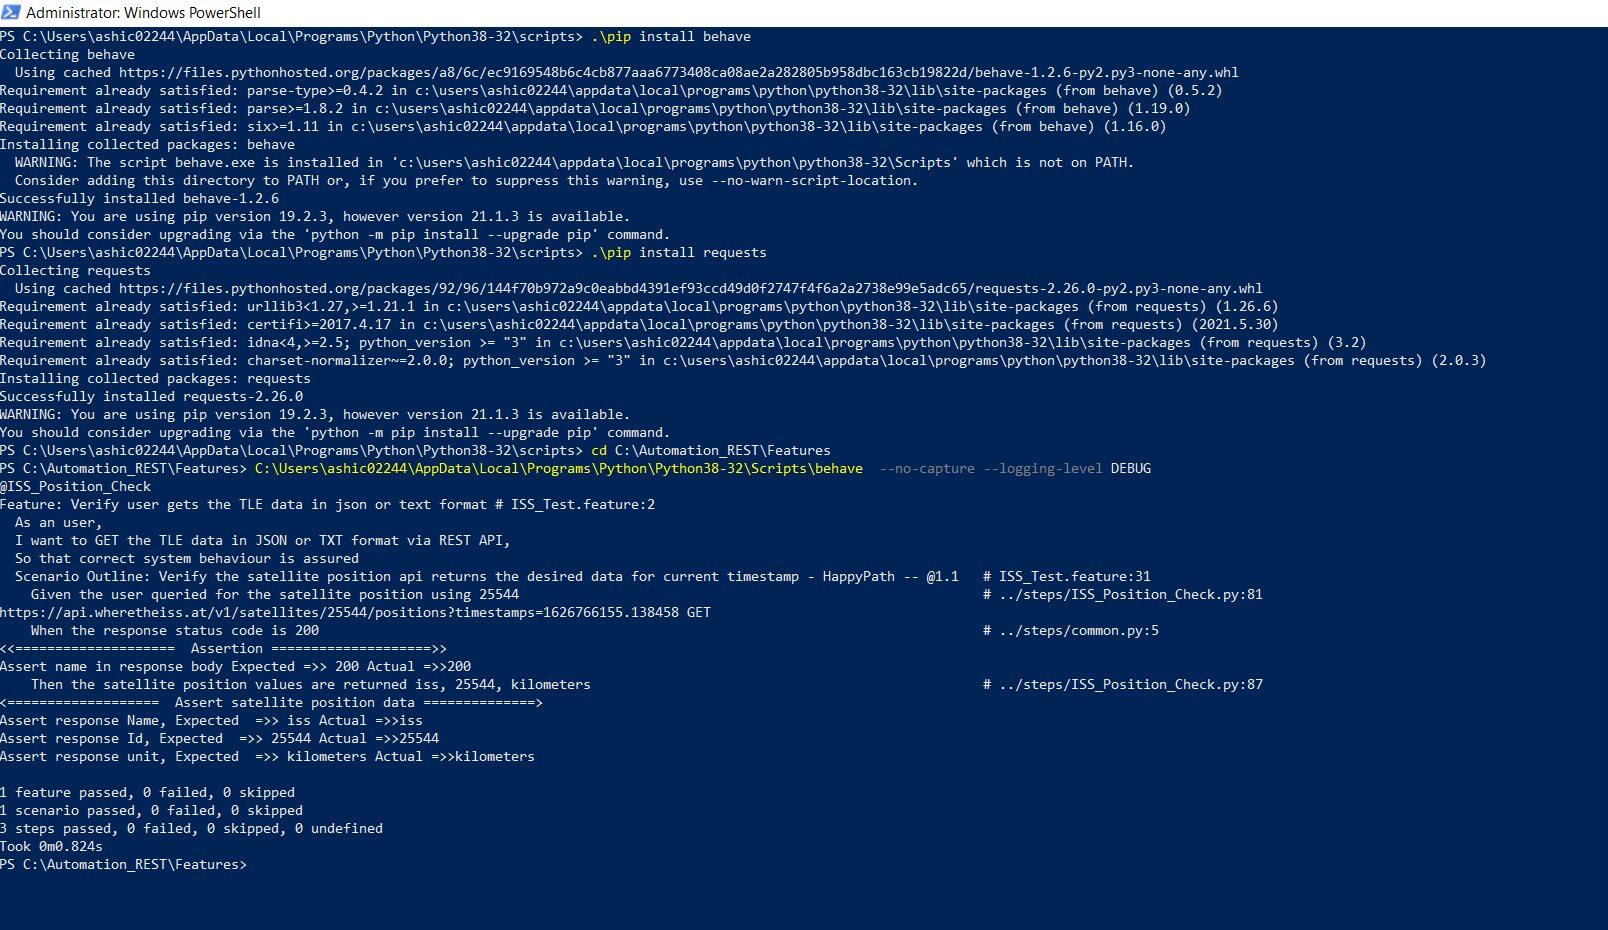 Administrator: Windows PowerShell
PS C:\Users\ashic02244\AppData\Local\Programs\Python\Python38-32\scripts> .\pip install behave
Collecting behave
  Using cached https://files.pythonhosted.org/packages/a8/6c/ec9169548b6c4cb877aaa6773408ca08ae2a282805b958dbc163cb19822d/behave-1.2.6-py2.py3-none-any.whl
Requirement already satisfied: parse-type>=0.4.2 in c:\users\ashic02244\appdata\local\programs\python\python38-32\lib\site-packages (from behave) (0.5.2)
Requirement already satisfied: parse>=1.8.2 in c:\users\ashic02244\appdata\local\programs\python\python38-32\lib\site-packages (from behave) (1.19.0)
Requirement already satisfied: six>=1.11 in c:\users\ashic02244\appdata\local\programs\python\python38-32\lib\site-packages (from behave) (1.16.0)
Installing collected packages: behave
  WARNING: The script behave.exe is installed in 'c:\users\ashic02244\appdata\local\programs\python\python38-32\Scripts' which is not on PATH.
  Consider adding this directory to PATH or, if you prefer to suppress this warning, use --no-warn-script-location.
Successfully installed behave-1.2.6
WARNING: You are using pip version 19.2.3, however version 21.1.3 is available.
You should consider upgrading via the 'python -m pip install --upgrade pip' command.
PS C:\Users\ashic02244\AppData\Local\Programs\Python\Python38-32\scripts> .\pip install requests
Collecting requests
  Using cached https://files.pythonhosted.org/packages/92/96/144f70b972a9c0eabbd4391ef93ccd49d0f2747f4f6a2a2738e99e5adc65/requests-2.26.0-py2.py3-none-any.whl
Requirement already satisfied: urllib3<1.27,>=1.21.1 in c:\users\ashic02244\appdata\local\programs\python\python38-32\lib\site-packages (from requests) (1.26.6)
Requirement already satisfied: certifi>=2017.4.17 in c:\users\ashic02244\appdata\local\programs\python\python38-32\lib\site-packages (from requests) (2021.5.30)
Requirement already satisfied: idna<4,>=2.5; python_version >= "3" in c:\users\ashic02244\appdata\local\programs\python\python38-32\lib\site-packages (from requests) (3.2)
Requirement already satisfied: charset-normalizer~=2.0.0; python_version >= "3" in c:\users\ashic02244\appdata\local\programs\python\python38-32\lib\site-packages (from requests) (2.0.3)
Installing collected packages: requests
Successfully installed requests-2.26.0
WARNING: You are using pip version 19.2.3, however version 21.1.3 is available.
You should consider upgrading via the 'python -m pip install --upgrade pip' command.
PS C:\Users\ashic02244\AppData\Local\Programs\Python\Python38-32\scripts> cd C:\Automation_REST\Features
PS C:\Automation_REST\Features> C:\Users\ashic02244\AppData\Local\Programs\Python\Python38-32\Scripts\behave  --no-capture --logging-level DEBUG
@ISS_Position_Check
Feature: Verify user gets the TLE data in json or text format # ISS_Test.feature:2
  As an user,
  I want to GET the TLE data in JSON or TXT format via REST API,
  So that correct system behaviour is assured
  Scenario Outline: Verify the satellite position api returns the desired data for current timestamp - HappyPath -- @1.1   # ISS_Test.feature:31
    Given the user queried for the satellite position using 25544                                                          # ../steps/ISS_Position_Check.py:81
https://api.wheretheiss.at/v1/satellites/25544/positions?timestamps=1626766155.138458 GET
    When the response status code is 200                                                                                   # ../steps/common.py:5
<<====================  Assertion ====================>>
Assert name in response body Expected =>> 200 Actual =>>200
    Then the satellite position values are returned iss, 25544, kilometers                                                 # ../steps/ISS_Position_Check.py:87
<===================  Assert satellite position data ==============>
Assert response Name, Expected  =>> iss Actual =>>iss
Assert response Id, Expected  =>> 25544 Actual =>>25544
Assert response unit, Expected  =>> kilometers Actual =>>kilometers
1 feature passed, 0 failed, 0 skipped
1 scenario passed, 0 failed, 0 skipped
3 steps passed, 0 failed, 0 skipped, 0 undefined
Took 0m0.824s
PS C:\Automation_REST\Features>